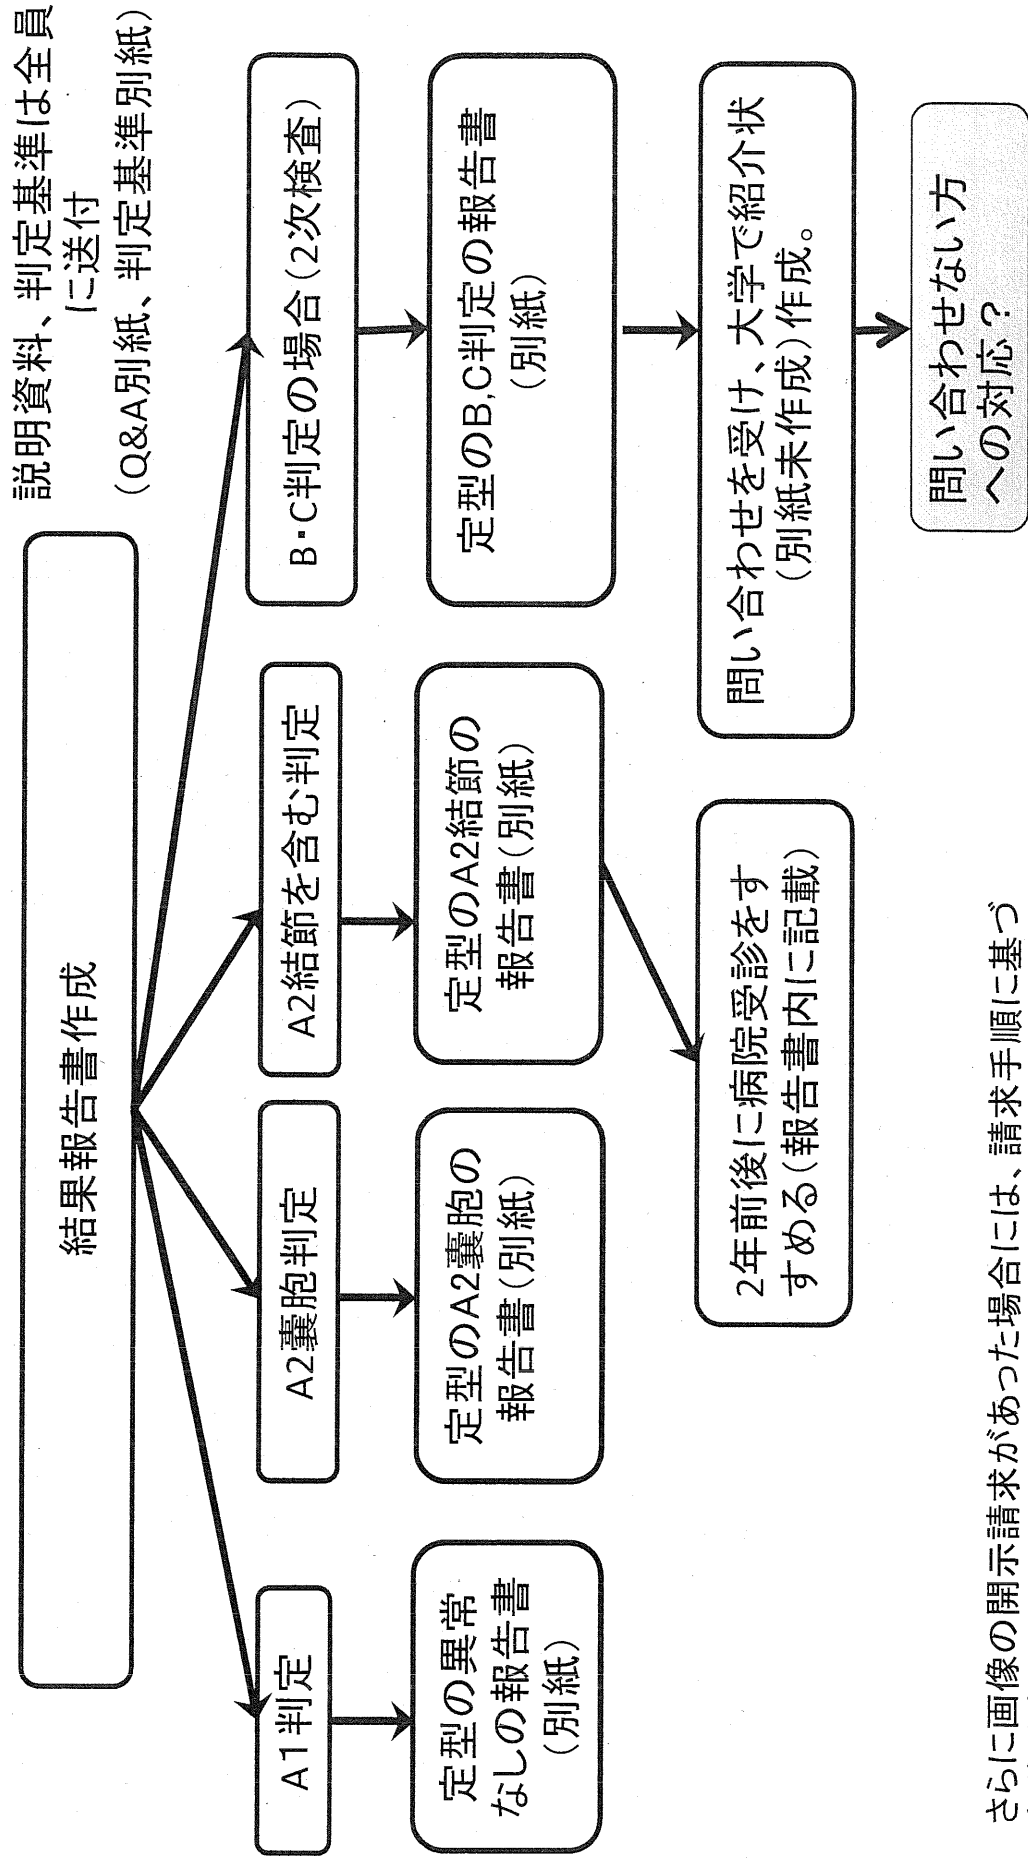 説明資料、判定基準は全員
に送付
(Q&A別紙、判定基準別紙)
結果報告書作成
A1判定
A2嚢胞判定
A2結節を含む判定
B・C判定の場合(2次検査)
定型の異常
なしの報告書
(別紙)
定型のA2嚢胞の
報告書(別紙)
定型のA2結節の
報告書(別紙)
定型のB,C判定の報告書
(別紙)
2年前後に病院受診をす
すめる(報告書内に記載)
問い合わせを受け、大学で紹介状
(別紙未作成)作成。
問い合わせない方
への対応?
さらに画像の開示請求があった場合には、請求手順に基づ